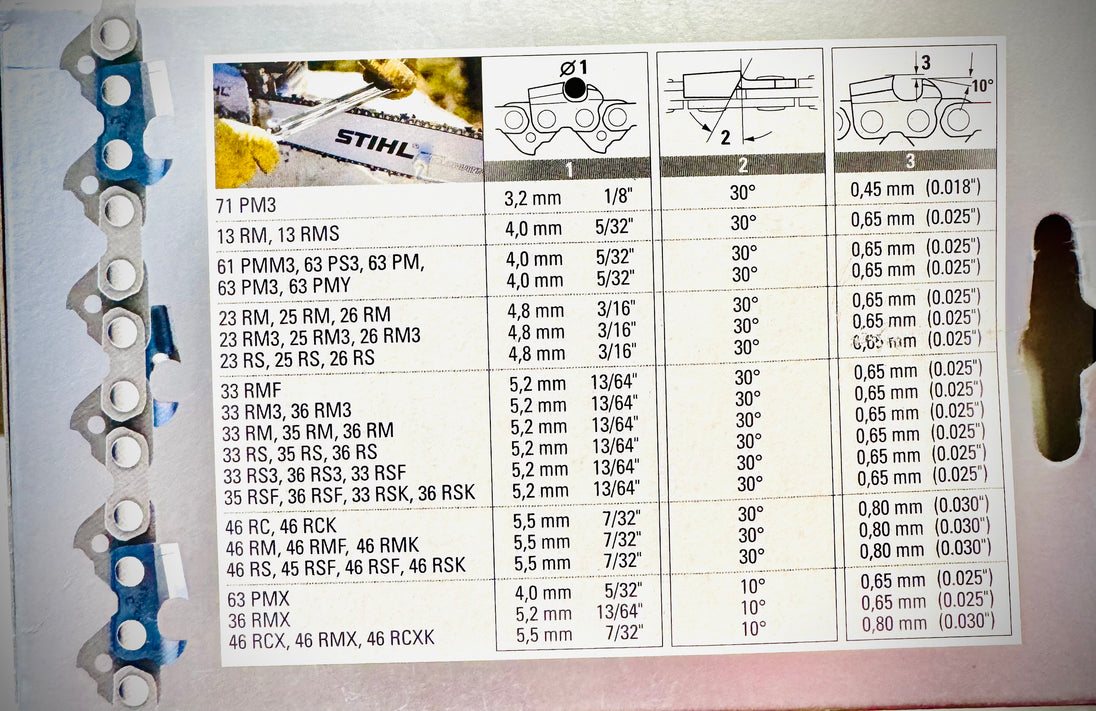 STIHL
Ø 1
2
3
10°
1 2 3
71 PM3 3,2 mm 1/8" 30° 0,45 mm (0.018")
13 RM, 13 RMS 4,0 mm 5/32" 30° 0,65 mm (0.025")
61 PMM3, 63 PS3, 63 PM, 4,0 mm 5/32" 30° 0,65 mm (0.025")
63 PM3, 63 PMY 4,0 mm 5/32" 30° 0,65 mm (0.025")
23 RM, 25 RM, 26 RM 4,8 mm 3/16" 30° 0,65 mm (0.025")
23 RM3, 25 RM3, 26 RM3 4,8 mm 3/16" 30° 0,65 mm (0.025")
23 RS, 25 RS, 26 RS 4,8 mm 3/16" 30° 0,65 mm (0.025")
33 RMF 5,2 mm 13/64" 30° 0,65 mm (0.025")
33 RM3, 36 RM3 5,2 mm 13/64" 30° 0,65 mm (0.025")
33 RM, 35 RM, 36 RM 5,2 mm 13/64" 30° 0,65 mm (0.025")
33 RS, 35 RS, 36 RS 5,2 mm 13/64" 30° 0,65 mm (0.025")
33 RS3, 36 RS3, 33 RSF 5,2 mm 13/64" 30° 0,65 mm (0.025")
35 RSF, 36 RSF, 33 RSK, 36 RSK 5,2 mm 13/64" 30° 0,65 mm (0.025")
46 RC, 46 RCK 5,5 mm 7/32" 30° 0,80 mm (0.030")
46 RM, 46 RMF, 46 RMK 5,5 mm 7/32" 30° 0,80 mm (0.030")
46 RS, 45 RSF, 46 RSF, 46 RSK 5,5 mm 7/32" 30° 0,80 mm (0.030")
63 PMX 4,0 mm 5/32" 10° 0,65 mm (0.025")
36 RMX 5,2 mm 13/64" 10° 0,65 mm (0.025")
46 RCX, 46 RMX, 46 RCXK 5,5 mm 7/32" 10° 0,80 mm (0.030")